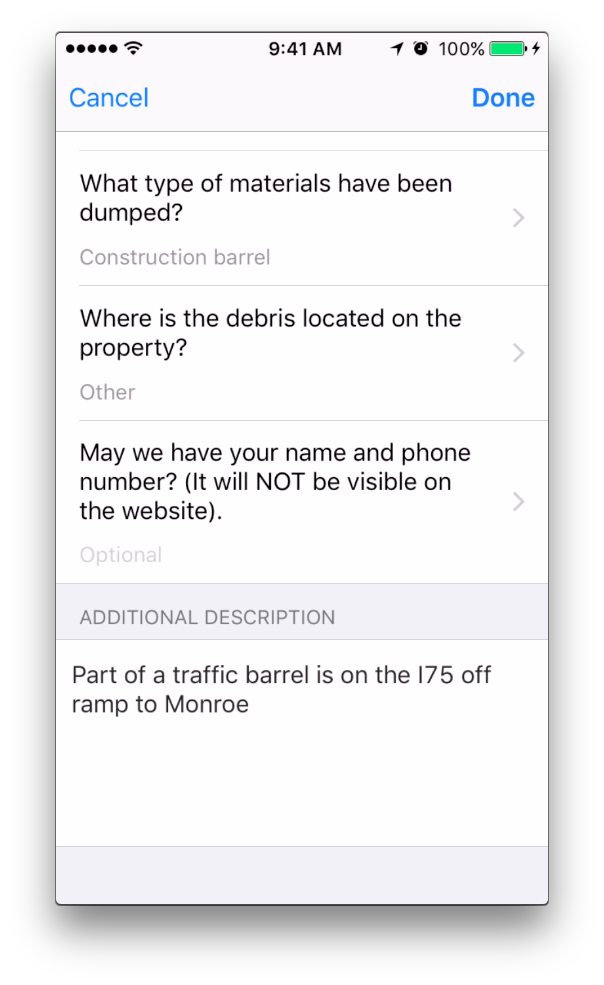 9:41 AM 100%
Cancel Done
What type of materials have been
dumped?
Construction barrel
Where is the debris located on the
property?
Other
May we have your name and phone
number? (It will NOT be visible on
the website).
Optional
ADDITIONAL DESCRIPTION
Part of a traffic barrel is on the I75 off
ramp to Monroe